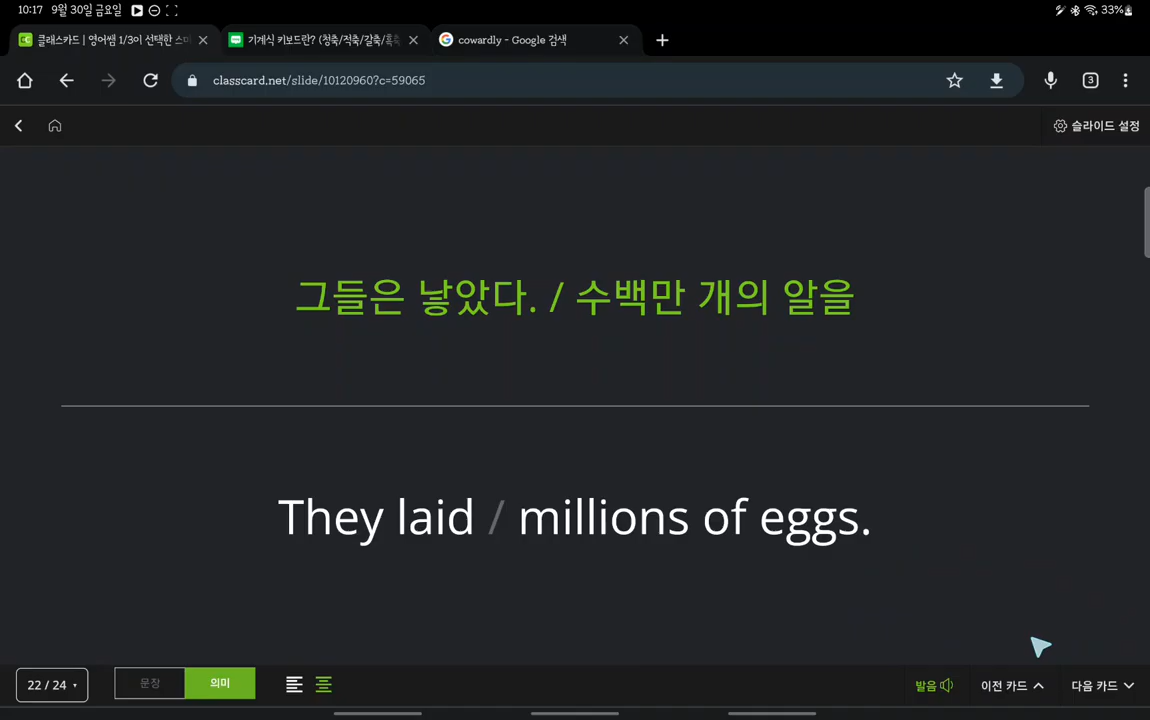 10:17 9월 30일 금요일 33%
클래스카드 | 영어쌤 1/3이 선택한 스마
기계식 키보드란? (청축/적축/갈축/흑축
cowardly - Google 검색
classcard.net/slide/10120960?c=59065
3
슬라이드 설정
그들은 낳았다. / 수백만 개의 알을
They laid / millions of eggs.
22 / 24
문장
의미
발음
이전 카드
다음 카드